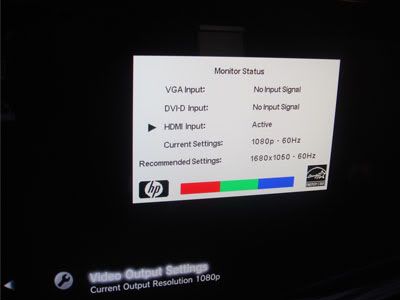 Monitor Status
VGA Input: No Input Signal
DVI-D Input: No Input Signal
HDMI Input: Active
Current Settings: 1080p - 60Hz
Recommended Settings: 1680x1050 - 60Hz
hp
Video Output Settings
Current Output Resolution 1080p